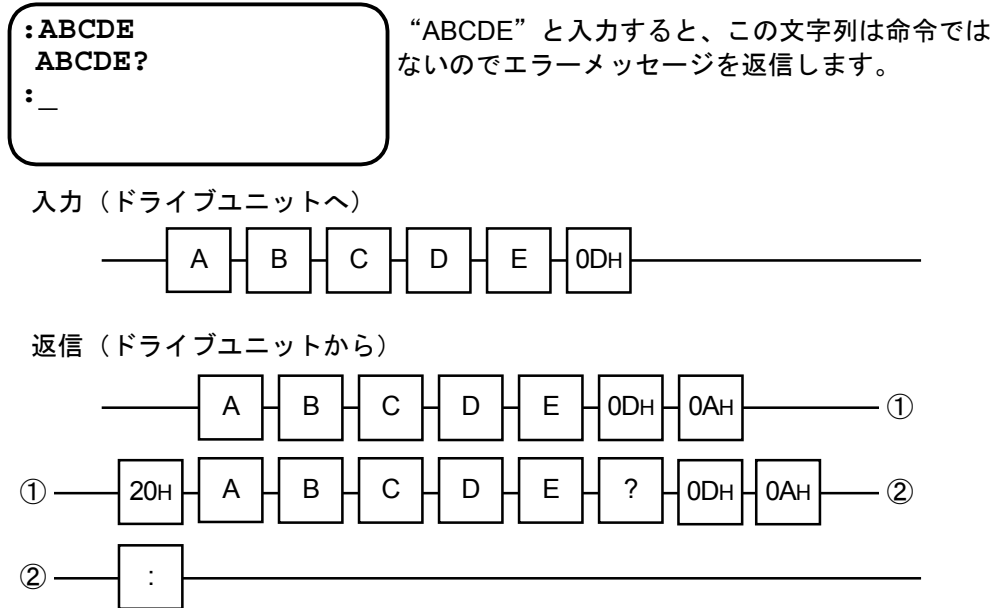 :ABCDE
ABCDE?
:_
“ABCDE”と入力すると、この文字列は命令では
ないのでエラーメッセージを返信します。
入力（ドライブユニットへ）
A B C D E 0DH
返信（ドライブユニットから）
A B C D E 0DH 0AH ①
① 20H A B C D E ? 0DH 0AH ②
② :